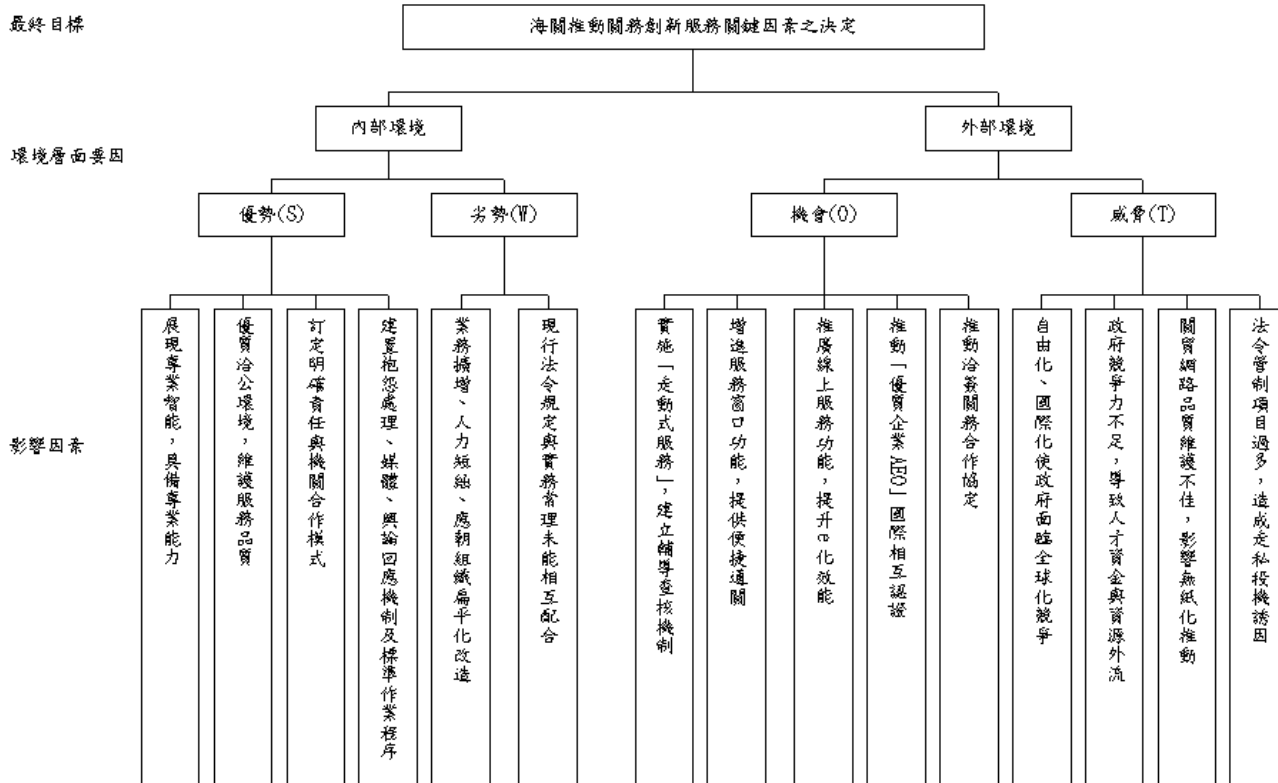 最終目標
海關推動關務創新服務關鍵因素之決定
環境層面要因
內部環境
外部環境
優勢(S)
劣勢(W)
機會(O)
威脅(T)
影響因素
展現專業智能，具備專業能力
優質洽公環境，維護服務品質
訂定明確責任與機關合作模式
建置抱怨處理、媒體、輿論回應機制及標準作業程序
業務擴增、人力短絀、應朝組織扁平化改造
現行法令規定與實務常理未能相互配合
實施「走動式服務」，建立輔導查核機制
增進服務窗口功能，提供便捷通關
推廣線上服務功能，提升e化效能
推動「優質企業AEO」國際相互認證
推動洽簽關務合作協定
自由化、國際化使政府面臨全球化競爭
政府競爭力不足，導致人才資金與資源外流
關貿網路品質維護不佳，影響無紙化推動
法令管制項目過多，造成走私投機誘因